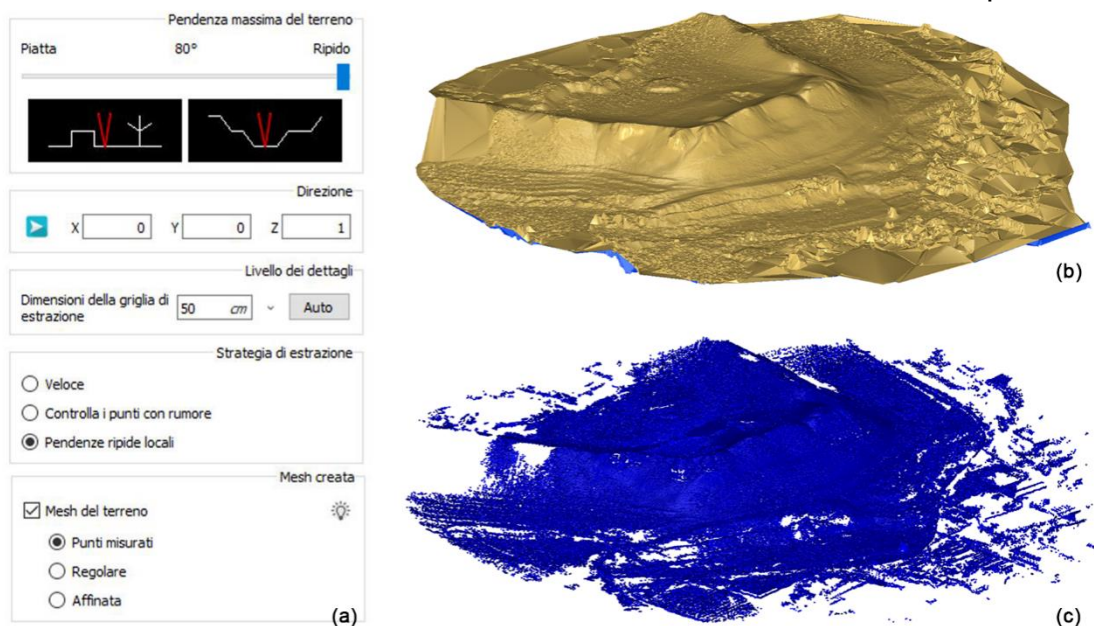 Pendenza massima del terreno
Piatta 80° Ripido
Direzione
X 0 Y 0 Z 1
Livello dei dettagli
Dimensioni della griglia di
estrazione 50 cm Auto
Strategia di estrazione
Veloce
Controlla i punti con rumore
Pendenze ripide locali
Mesh creata
Mesh del terreno
Punti misurati
Regolare
Affinata
(a)
(b)
(c)